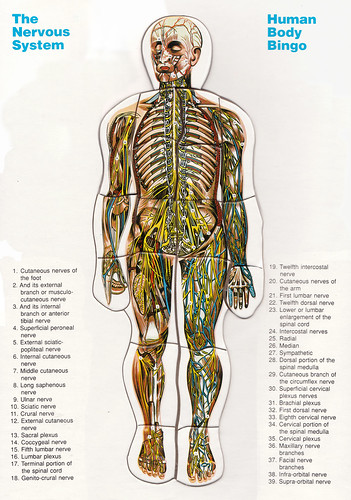 The
Nervous
System
Human
Body
Bingo
1. Cutaneous nerves of
the foot
2. And its external
branch or musculo-
cutaneous nerve
3. And its internal
branch or anterior
tibial nerve
4. Superficial peroneal
nerve
5. External sciatic-
popliteal nerve
6. Internal cutaneous
nerve
7. Middle cutaneous
nerve
8. Long saphenous
nerve
9. Ulnar nerve
10. Sciatic nerve
11. Crural nerve
12. External cutaneous
nerve
13. Sacral plexus
14. Coccygeal nerve
15. Fifth lumbar nerve
16. Lumbar plexus
17. Terminal portion of
the spinal cord
18. Genito-crural nerve
19. Twelfth intercostal
nerve
20. Cutaneous nerves of
the arm
21. First lumbar nerve
22. Twelfth dorsal nerve
23. Lower or lumbar
enlargement of the
spinal cord
24. Intercostal nerves
25. Radial
26. Median
27. Sympathetic
28. Dorsal portion of the
spinal medulla
29. Cutaneous branch of
the circumflex nerve
30. Superficial cervical
plexus nerves
31. Brachial plexus
32. First dorsal nerve
33. Eighth cervical nerve
34. Cervical portion of
the spinal medulla
35. Cervical plexus
36. Maxillary nerve
branches
37. Facial nerve
branches
38. Infra-orbital nerve
39. Supra-orbital nerve